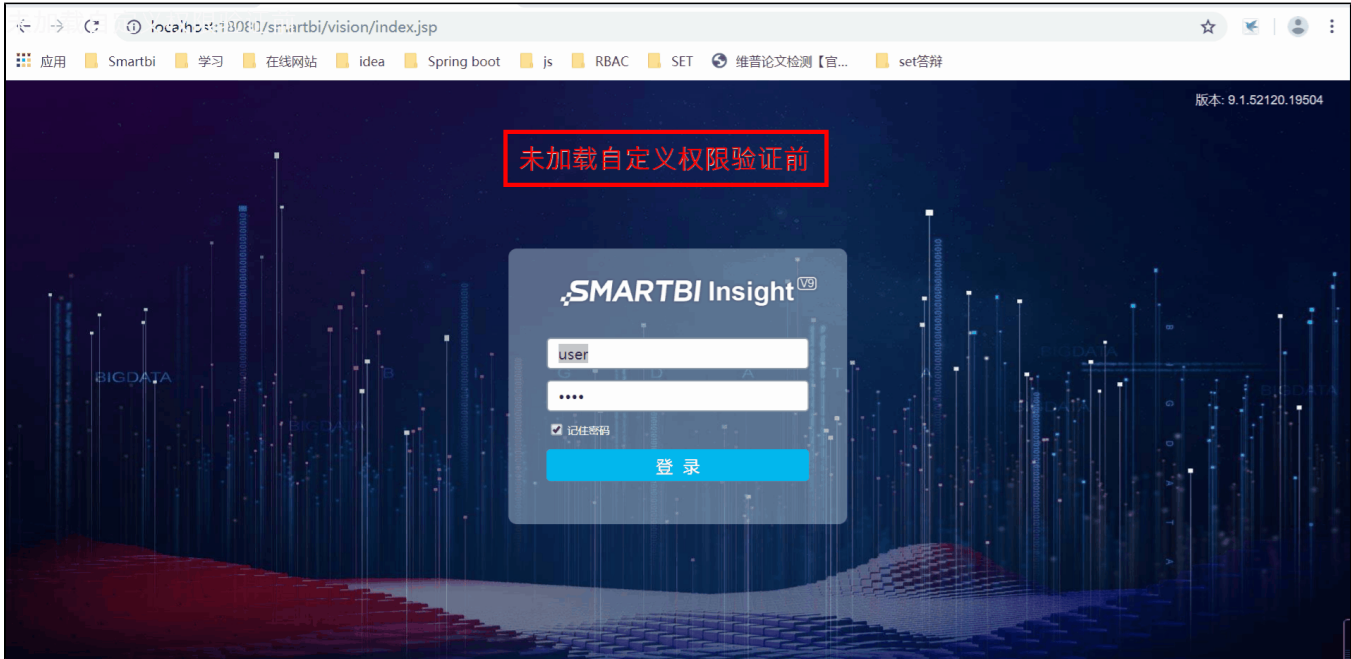 localhost:18080/smartbi/vision/index.jsp
应用 Smartbi 学习 在线网站 idea Spring boot js RBAC SET 维普论文检测【官... set答辩
版本: 9.1.52120.19504
未加载自定义权限验证前
SMARTBI Insight V9
user
••••
记住密码
登 录
BIGDATA
BIGDATA
BIGDATA
BIGDATA
B I G D A T A
B I G D A T A